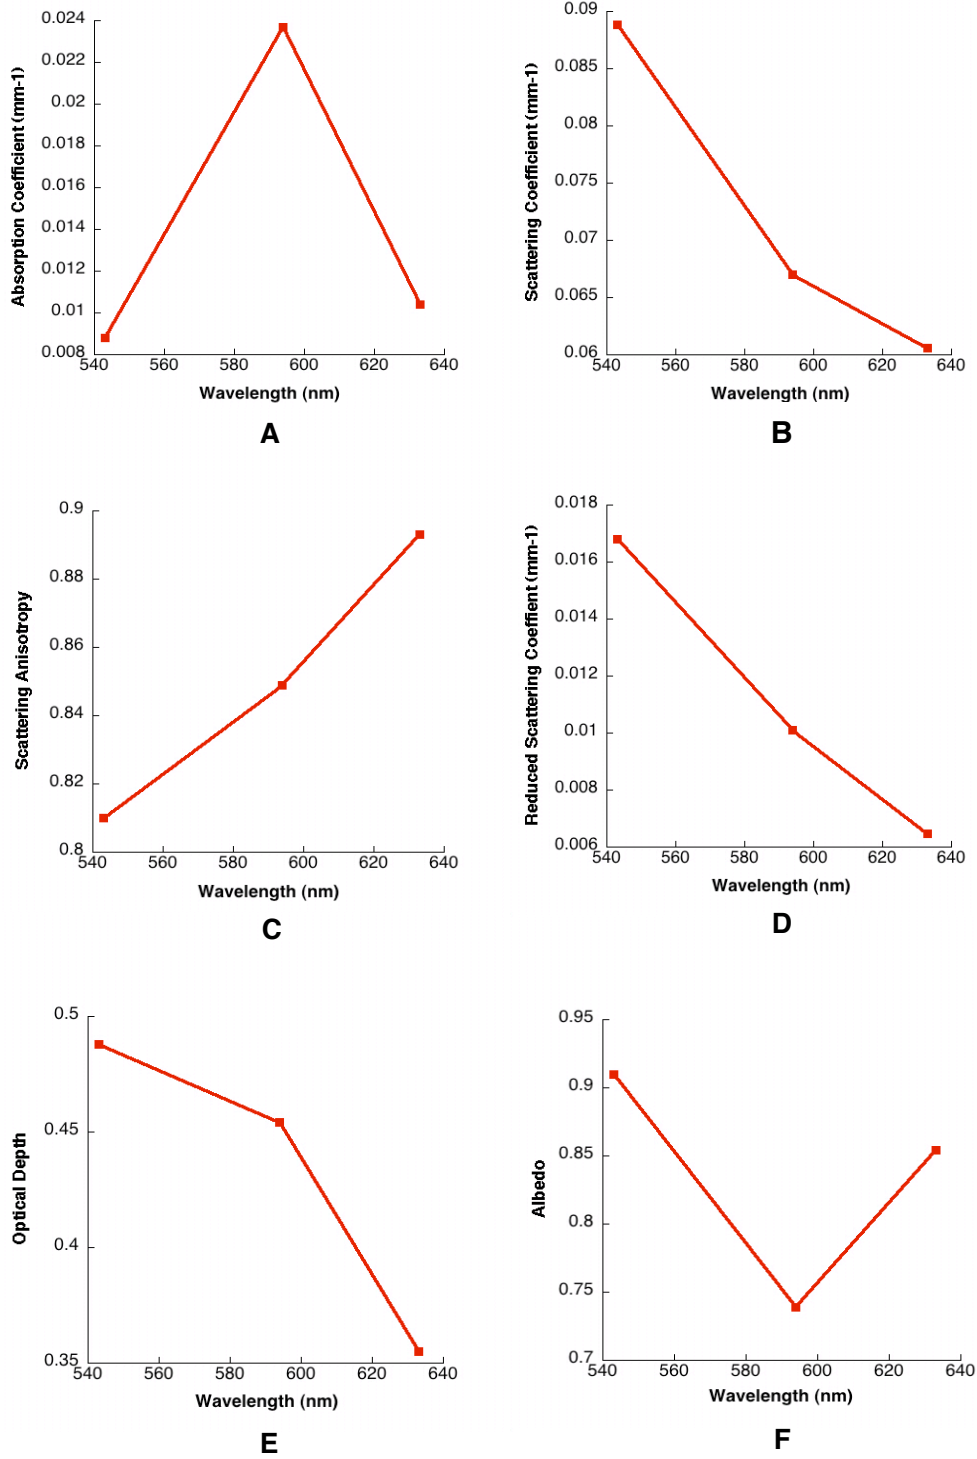 0.024
0.022
0.02
0.018
0.016
0.014
0.012
0.01
0.008
540 560 580 600 620 640
Absorption Coefficient (mm-1)
Wavelength (nm)
A
0.09
0.085
0.08
0.075
0.07
0.065
0.06
540 560 580 600 620 640
Scattering Coefficient (mm-1)
Wavelength (nm)
B
0.9
0.88
0.86
0.84
0.82
0.8
540 560 580 600 620 640
Scattering Anisotropy
Wavelength (nm)
C
0.018
0.016
0.014
0.012
0.01
0.008
0.006
540 560 580 600 620 640
Reduced Scattering Coeffient (mm-1)
Wavelength (nm)
D
0.5
0.45
0.4
0.35
540 560 580 600 620 640
Optical Depth
Wavelength (nm)
E
0.95
0.9
0.85
0.8
0.75
0.7
540 560 580 600 620 640
Albedo
Wavelength (nm)
F